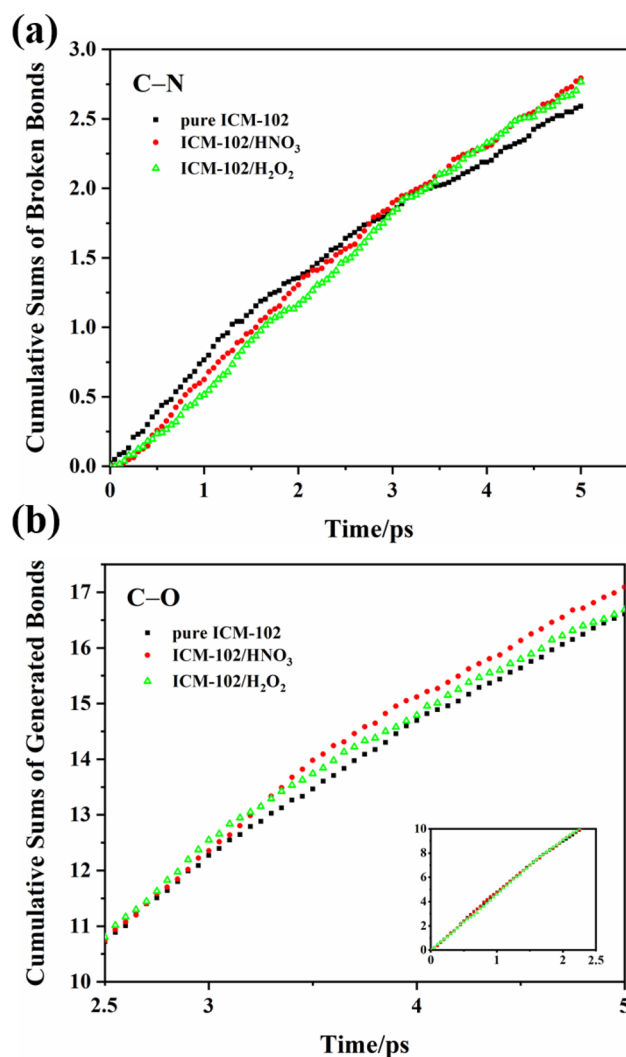 (a)
3.0
C–N
2.5
pure ICM-102
ICM-102/HNO₃
2.0
ICM-102/H₂O₂
1.5
1.0
0.5
0.0
Cumulative Sums of Broken Bonds
0 1 2 3 4 5
Time/ps
(b)
17
C–O
16
pure ICM-102
ICM-102/HNO₃
15
ICM-102/H₂O₂
14
13
12
11
10
Cumulative Sums of Generated Bonds
10
8
6
4
2
0
0 1 2 2.5
2.5 3 4 5
Time/ps